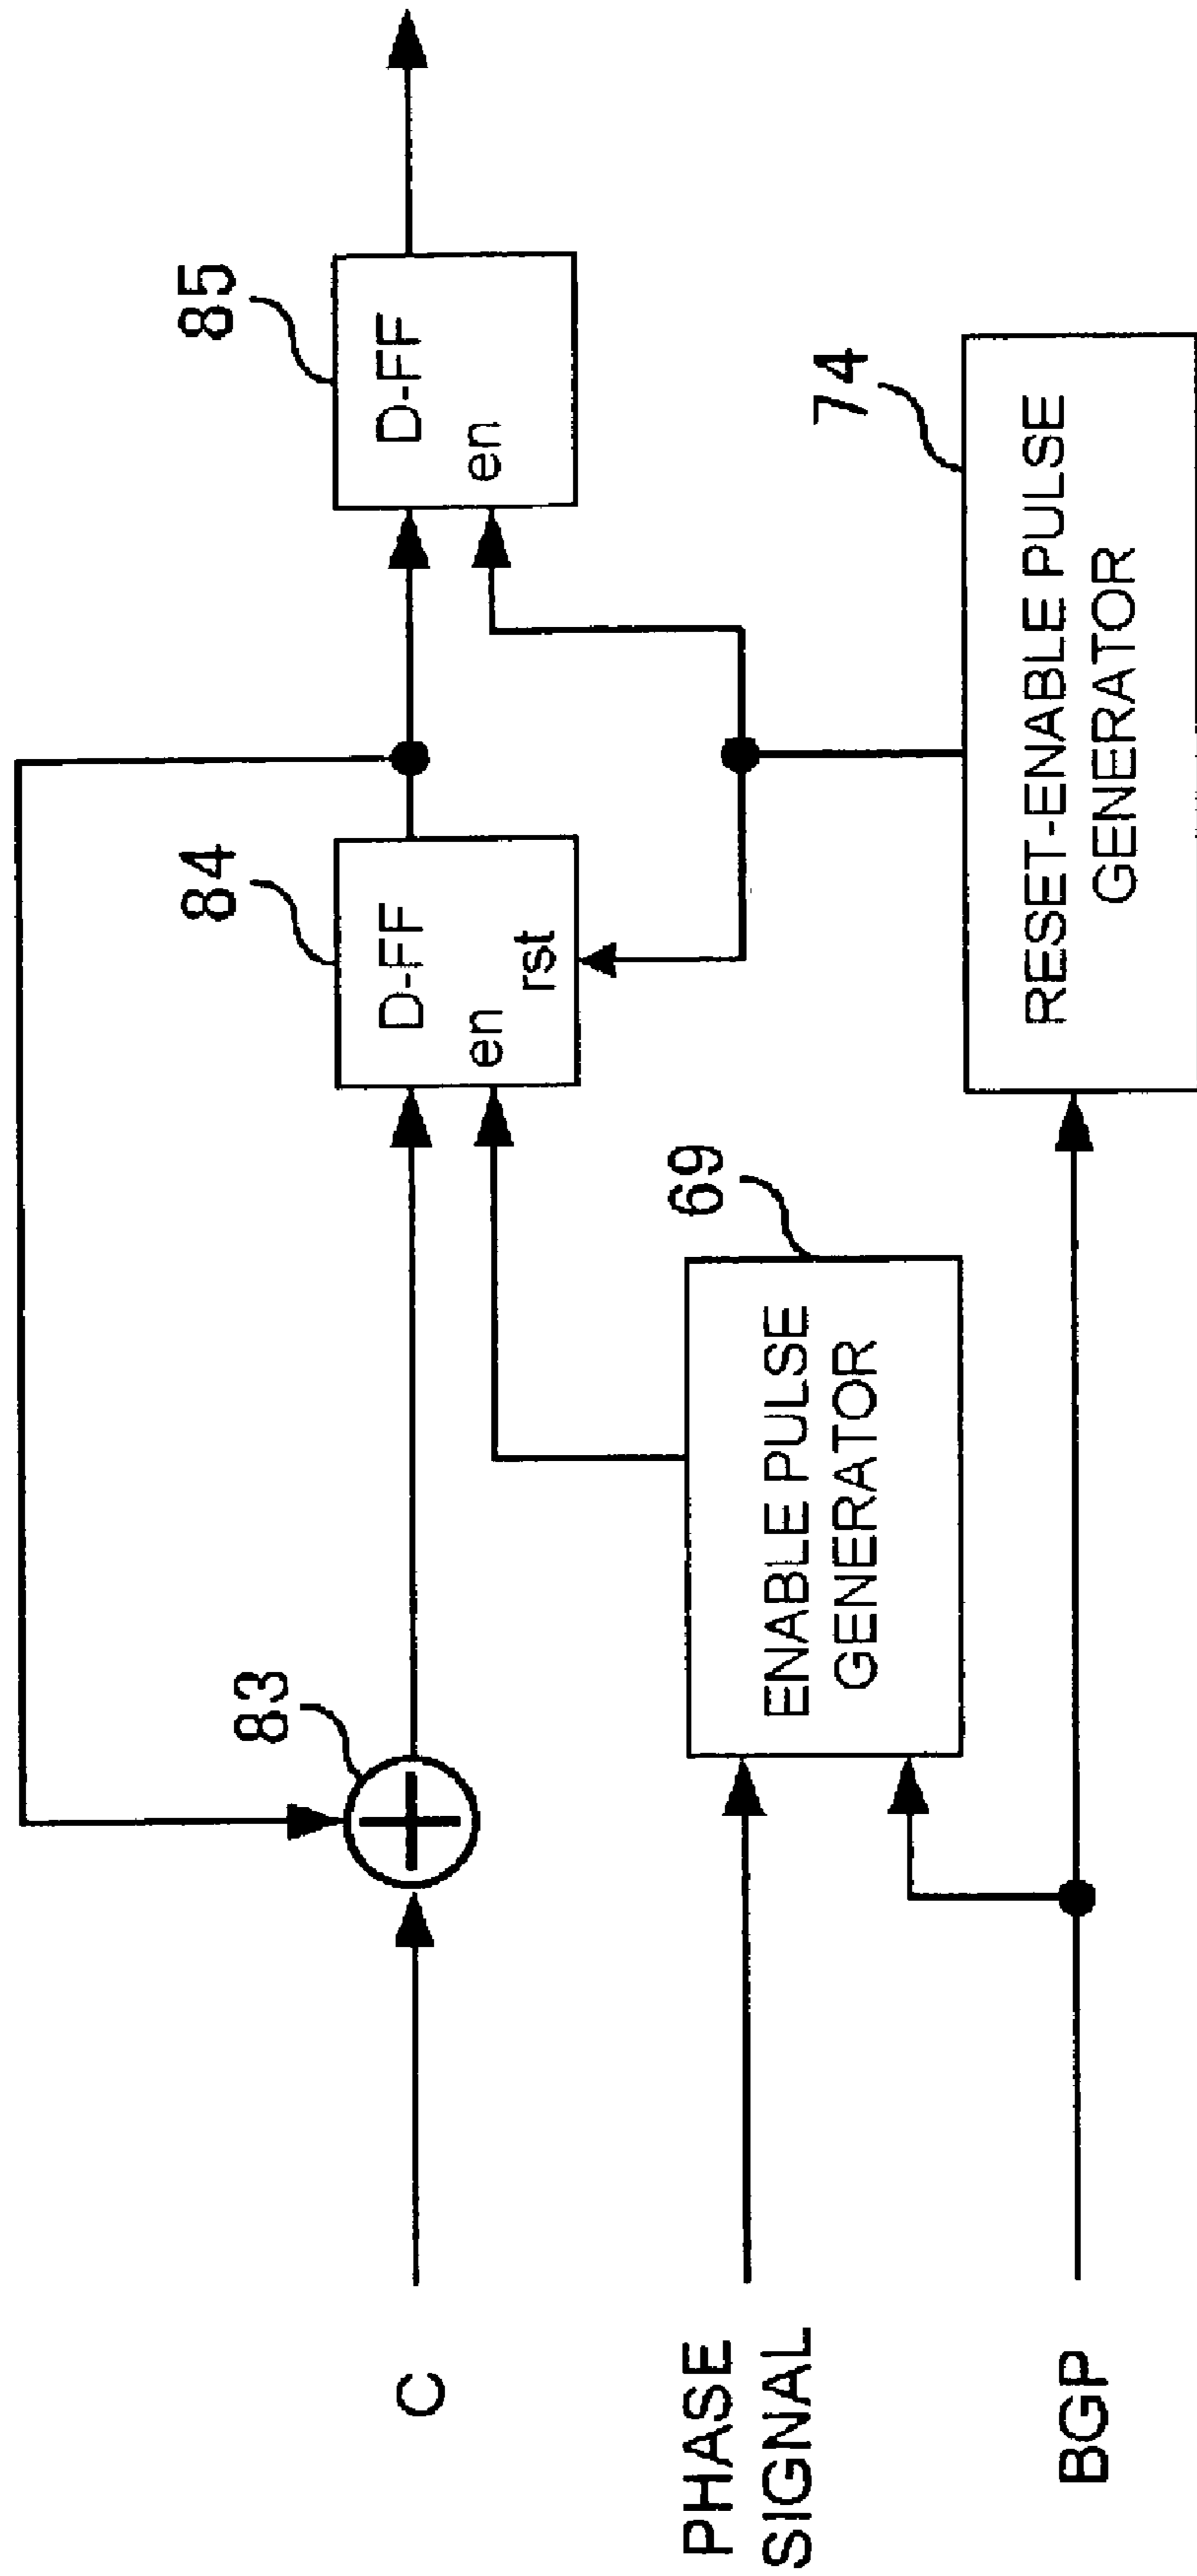 85
84
83
D-FF
en
D-FF
en
rst
C
74
69
PHASE
SIGNAL
ENABLE PULSE
GENERATOR
RESET-ENABLE PULSE
GENERATOR
BGP